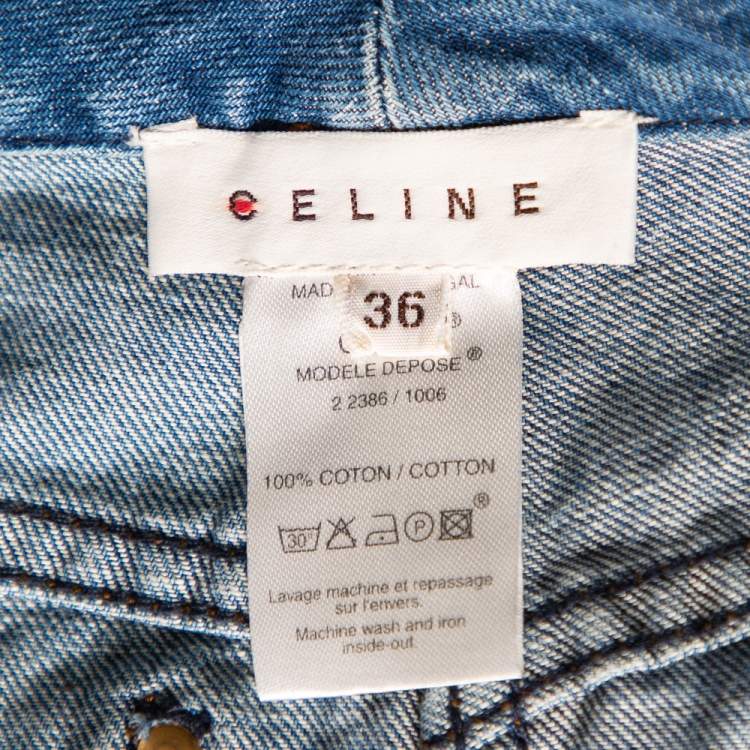 CELINE
36
MODELE DEPOSE ®
2 2386 / 1006
100% COTON / COTTON
30° P ®
Lavage machine et repassage
sur l'envers.
Machine wash and iron
inside-out.